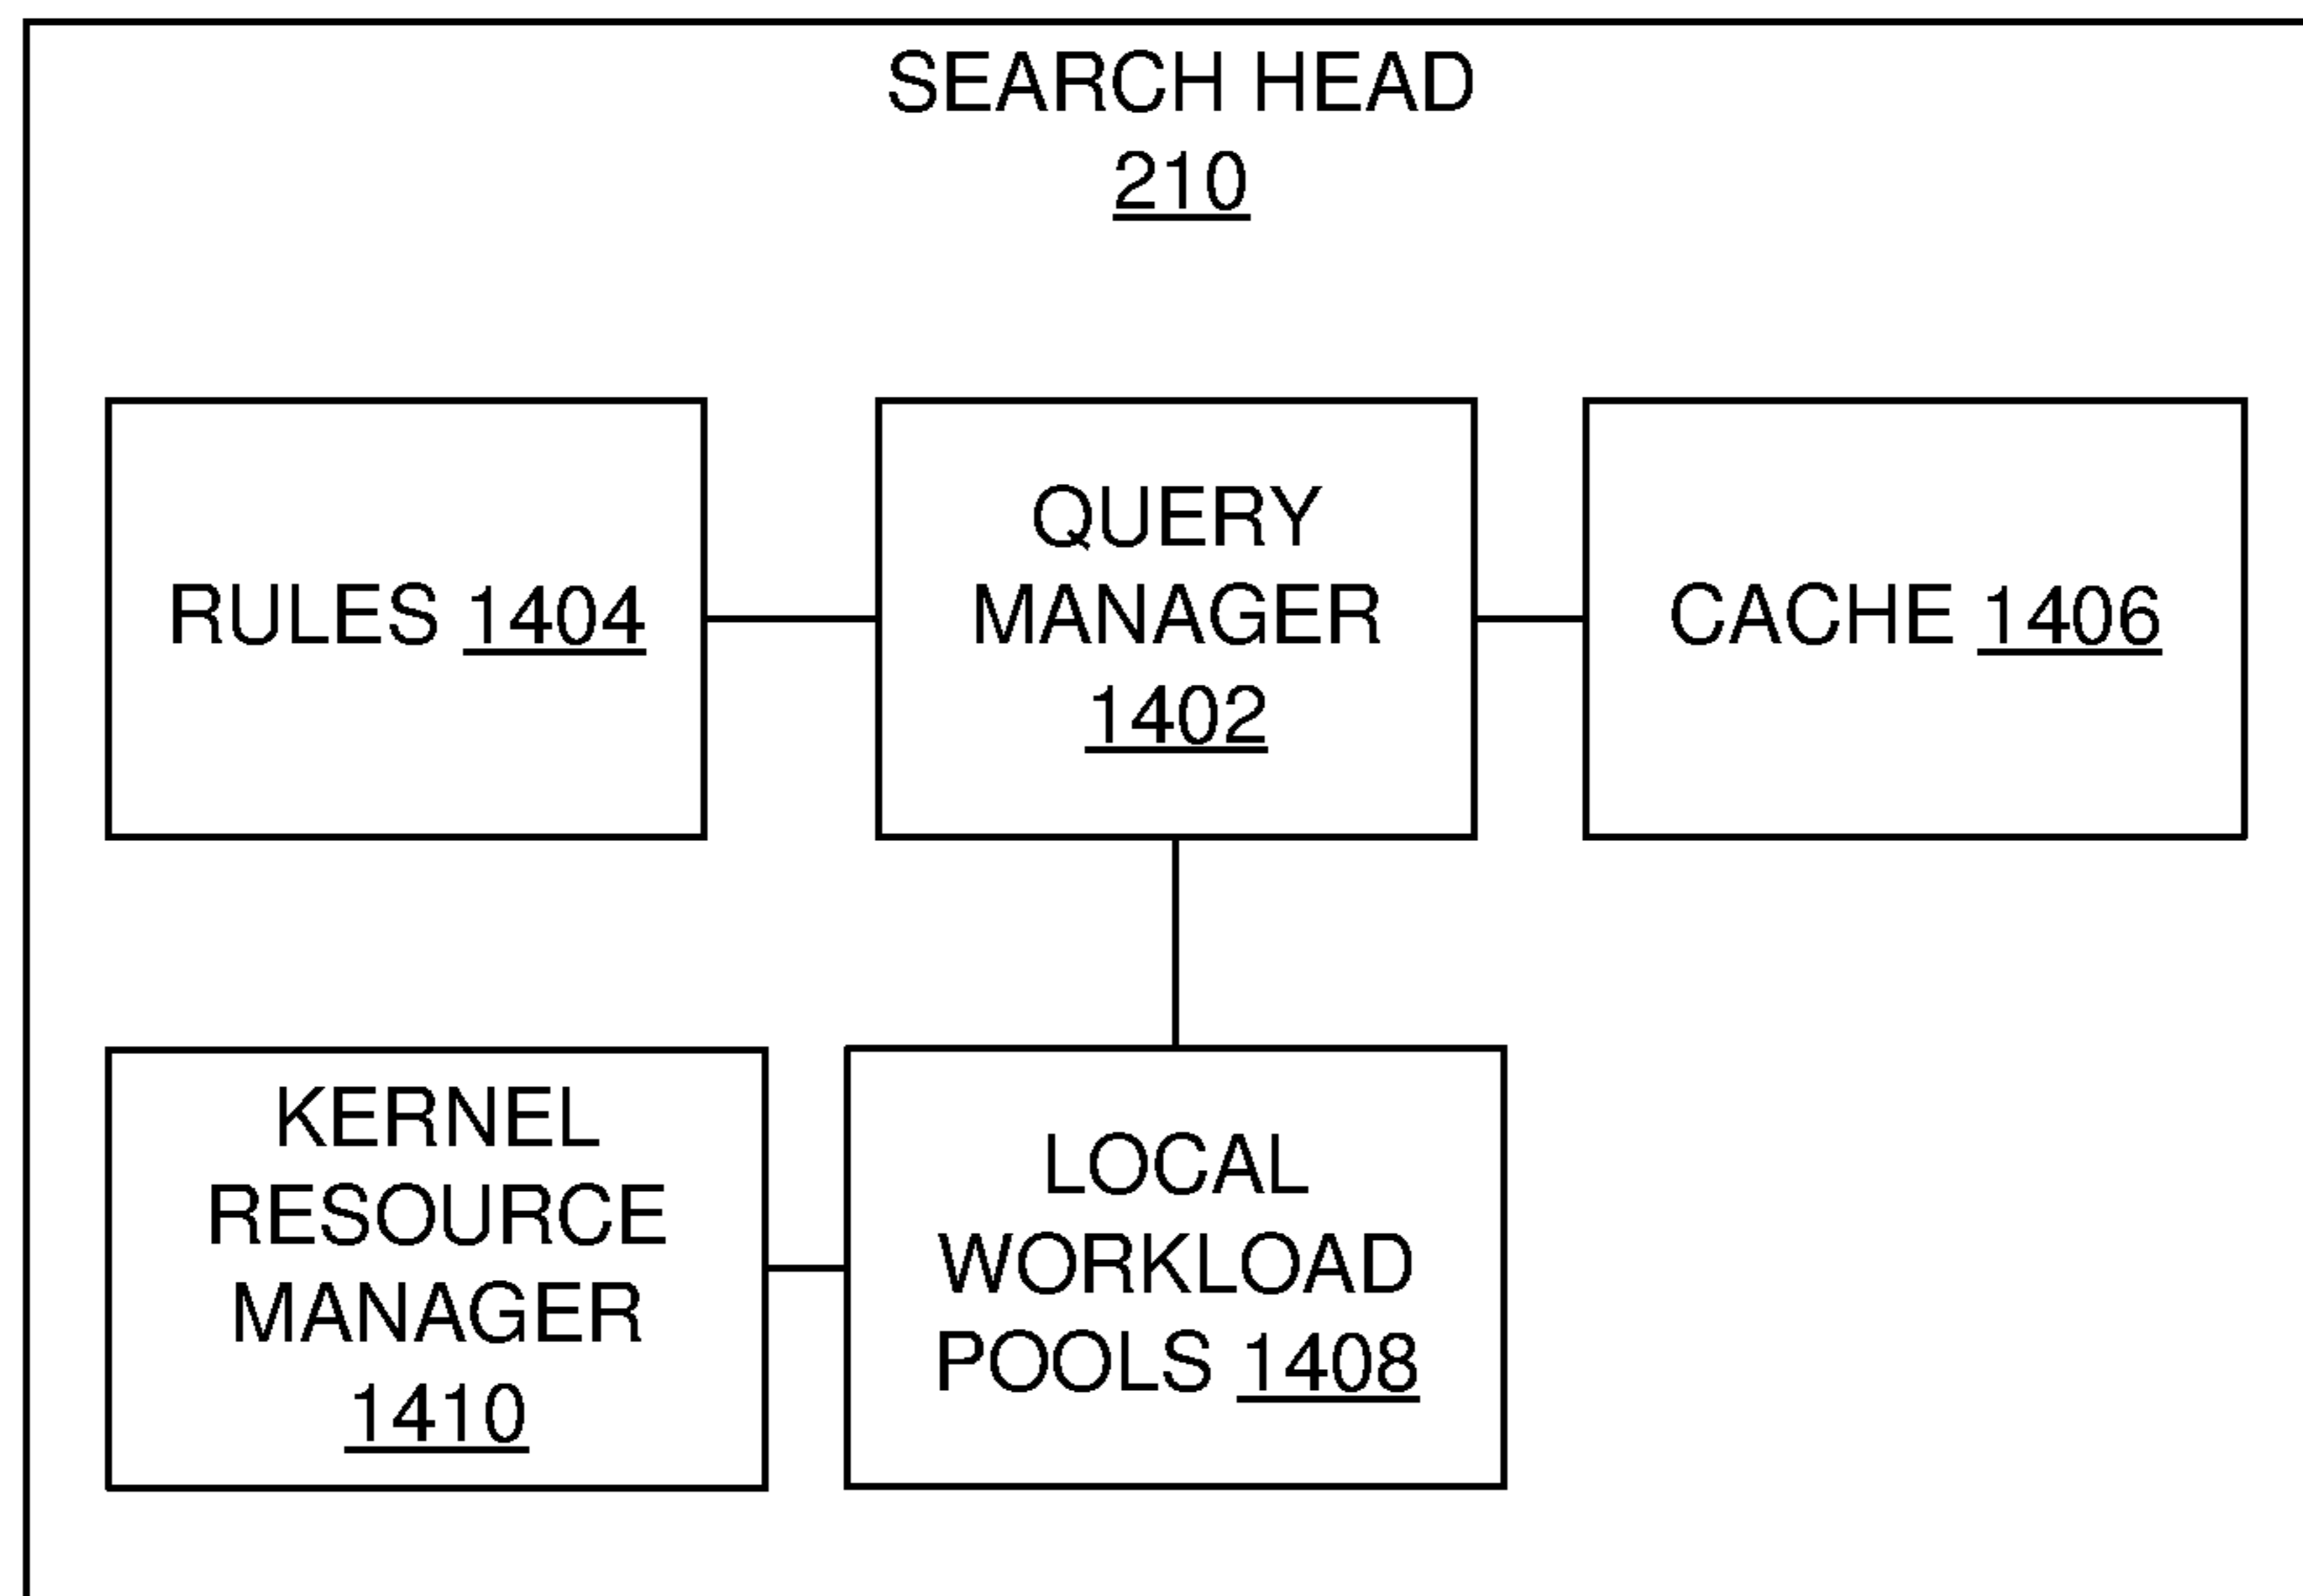 SEARCH HEAD
210
RULES 1404
QUERY
MANAGER
1402
CACHE 1406
KERNEL
RESOURCE
MANAGER
1410
LOCAL
WORKLOAD
POOLS 1408